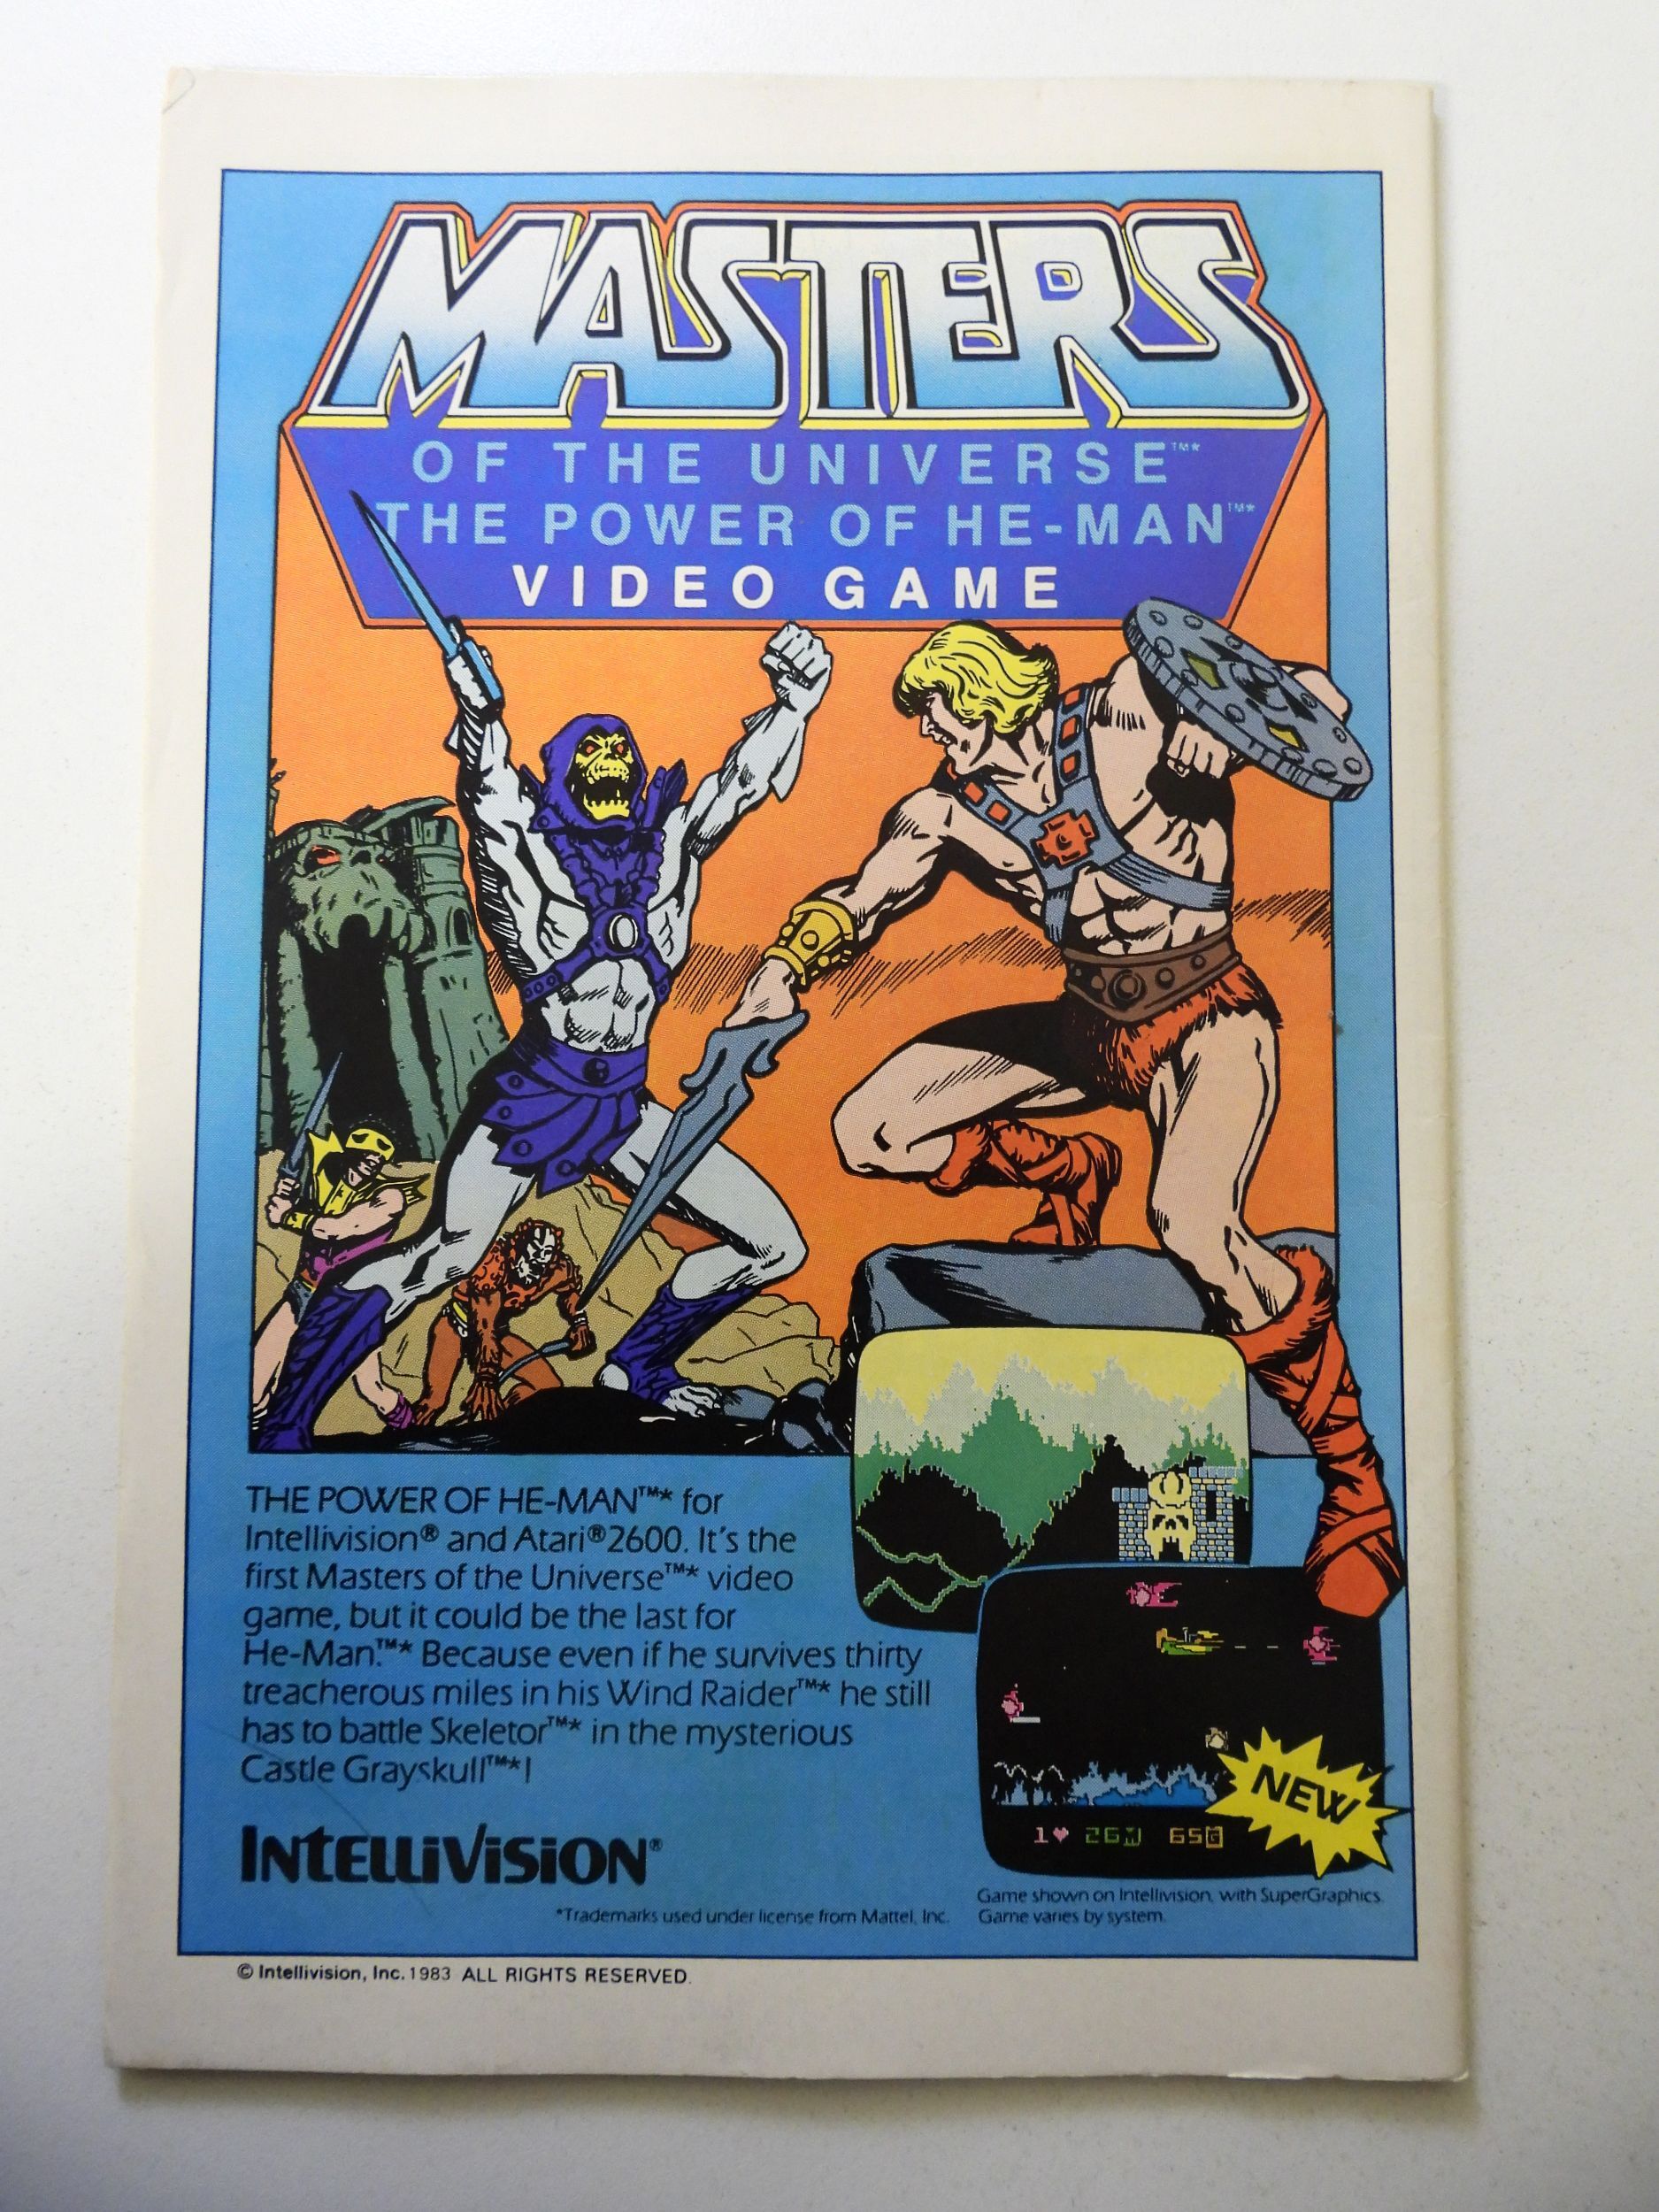 MASTERS
OF THE UNIVERSE™*
THE POWER OF HE-MAN™*
VIDEO GAME
THE POWER OF HE-MAN™* for
Intellivision® and Atari® 2600. It's the
first Masters of the Universe™* video
game, but it could be the last for
He-Man.™* Because even if he survives thirty
treacherous miles in his Wind Raider™* he still
has to battle Skeletor™* in the mysterious
Castle Grayskull™*!
1♥ 26M 65G
NEW
INTELLIVISION®
Game shown on Intellivision, with SuperGraphics.
Game varies by system.
*Trademarks used under license from Mattel, Inc.
© Intellivision, Inc. 1983 ALL RIGHTS RESERVED.